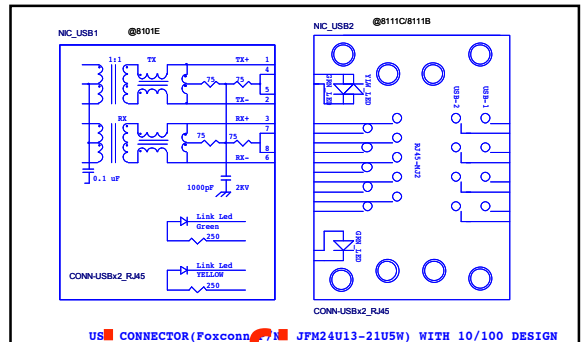 NIC_USB1
@8101E
1:1
TX
TX+
1
4
75
75
5
TX-
2
RX
RX+
3
7
75
75
8
RX-
6
0.1 uF
1000pF
2KV
Link Led
Green
250
Link Led
YELLOW
250
CONN-USBx2_RJ45
NIC_USB2
@8111C/8111B
GRN_LED
YLW_LED
USB-2
USB-1
RJ45-MJ2
GRN_LED
CONN-USBx2_RJ45
CONNECTOR(Foxconn JFM24U13-21U5W) WITH 10/100 DESIGN